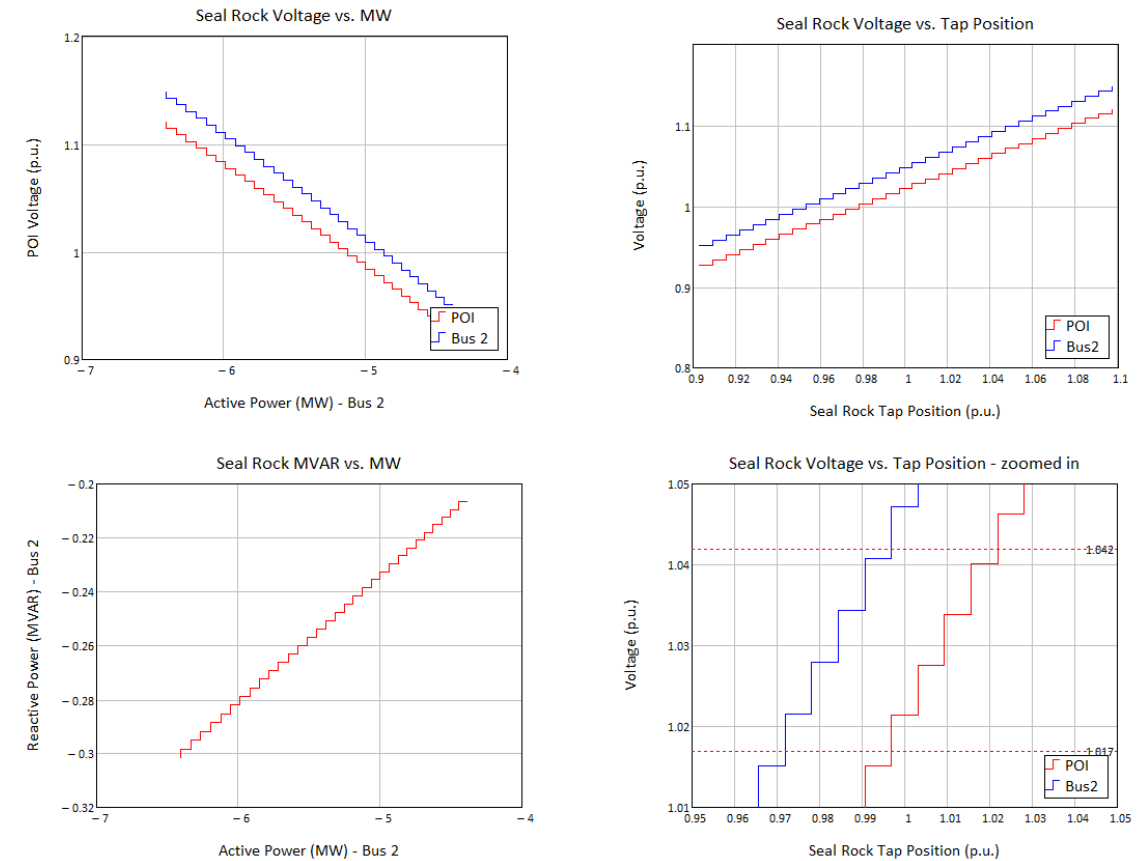 Seal Rock Voltage vs. MW
1.2
1.1
1
0.9
POI Voltage (p.u.)
−7 −6 −5 −4
Active Power (MW) - Bus 2
POI
Bus 2
Seal Rock Voltage vs. Tap Position
1.1
1
0.9
0.8
Voltage (p.u.)
0.9 0.92 0.94 0.96 0.98 1 1.02 1.04 1.06 1.08 1.1
Seal Rock Tap Position (p.u.)
POI
Bus2
Seal Rock MVAR vs. MW
−0.2
−0.22
−0.24
−0.26
−0.28
−0.3
−0.32
Reactive Power (MVAR) - Bus 2
−7 −6 −5 −4
Active Power (MW) - Bus 2
Seal Rock Voltage vs. Tap Position - zoomed in
1.05
1.04
1.03
1.02
1.01
Voltage (p.u.)
1.042
1.017
POI
Bus2
0.95 0.96 0.97 0.98 0.99 1 1.01 1.02 1.03 1.04 1.05
Seal Rock Tap Position (p.u.)